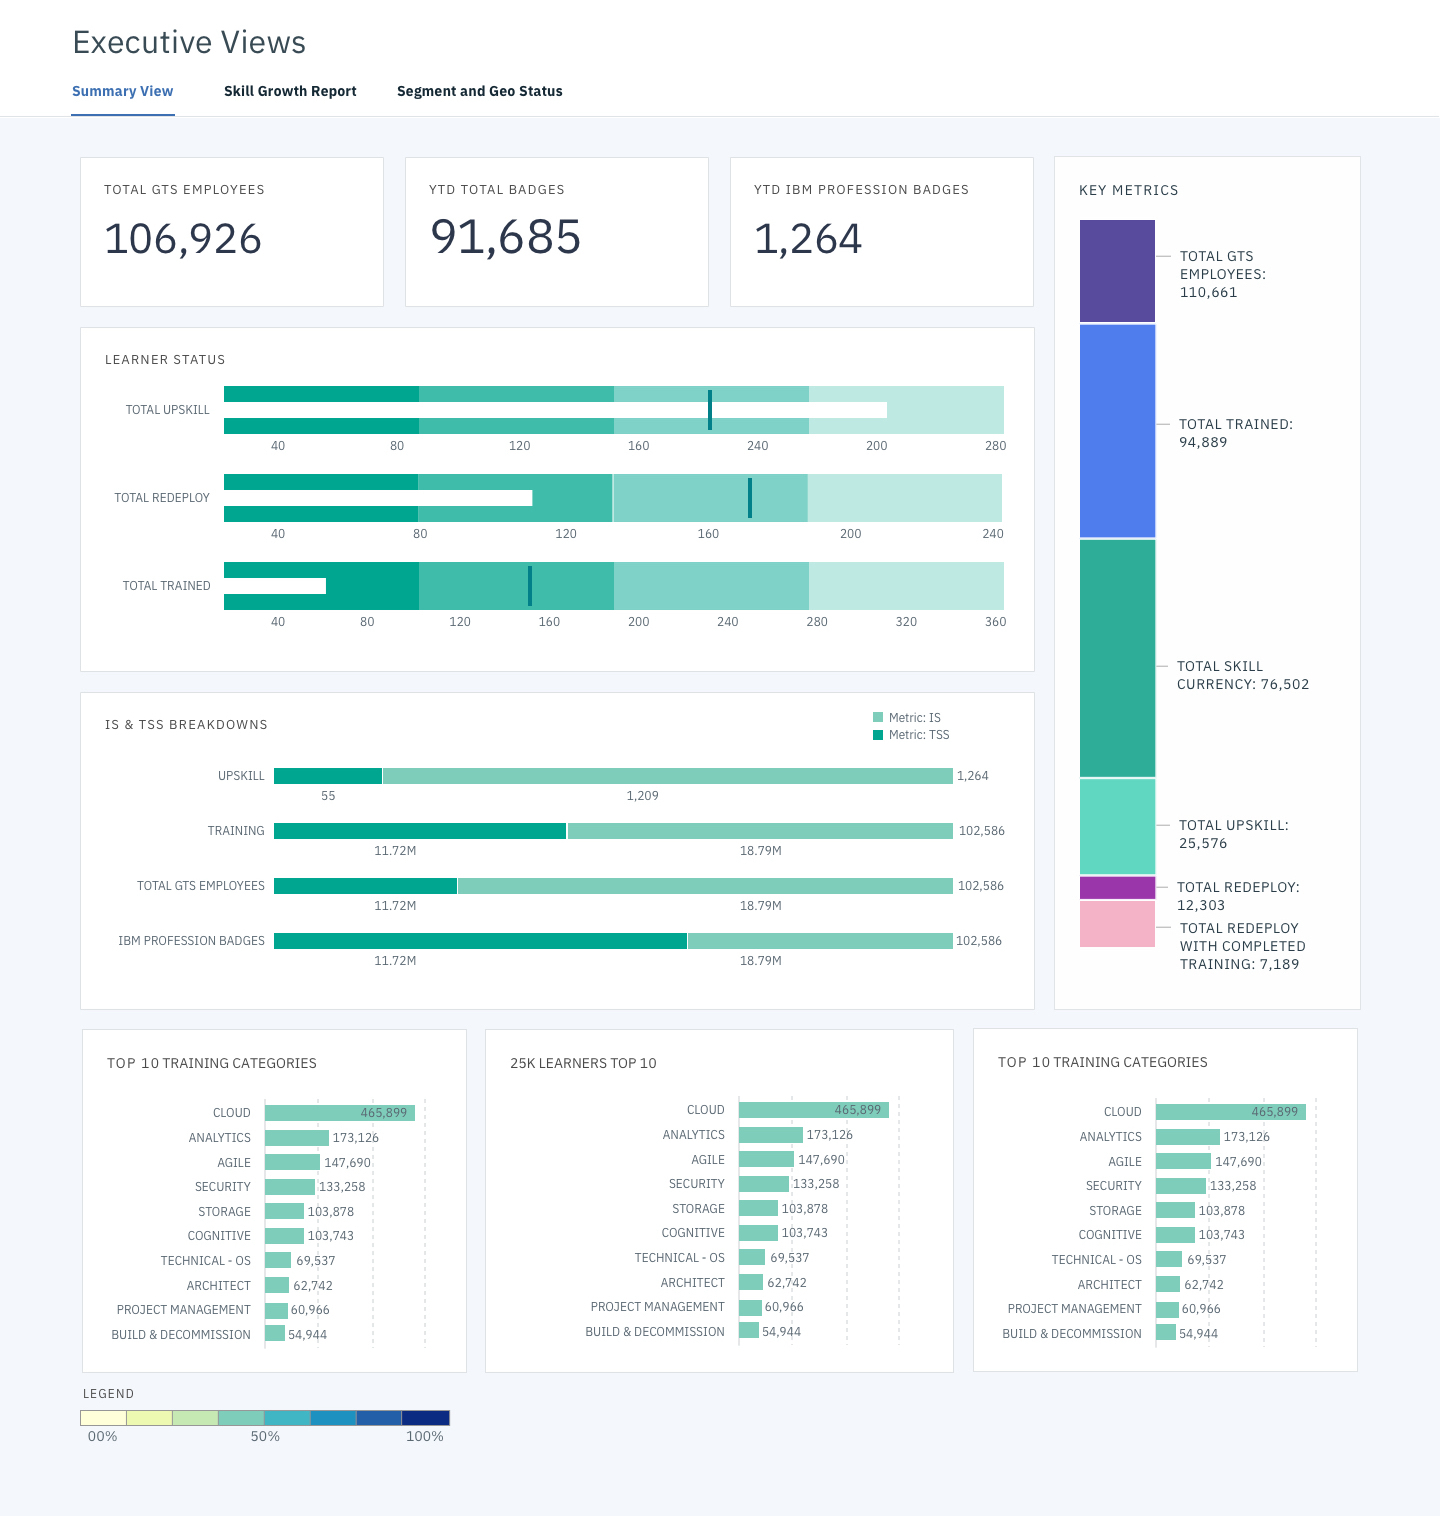 Executive Views
Summary View
Skill Growth Report
Segment and Geo Status
TOTAL GTS EMPLOYEES
106,926
YTD TOTAL BADGES
91,685
YTD IBM PROFESSION BADGES
1,264
LEARNER STATUS
TOTAL UPSKILL
40 80 120 160 240 200 280
TOTAL REDEPLOY
40 80 120 160 200 240
TOTAL TRAINED
40 80 120 160 200 240 280 320 360
IS & TSS BREAKDOWNS
Metric: IS
Metric: TSS
UPSKILL 1,264
55 1,209
TRAINING 102,586
11.72M 18.79M
TOTAL GTS EMPLOYEES 102,586
11.72M 18.79M
IBM PROFESSION BADGES 102,586
11.72M 18.79M
KEY METRICS
TOTAL GTS
EMPLOYEES:
110,661
TOTAL TRAINED:
94,889
TOTAL SKILL
CURRENCY: 76,502
TOTAL UPSKILL:
25,576
TOTAL REDEPLOY:
12,303
TOTAL REDEPLOY
WITH COMPLETED
TRAINING: 7,189
TOP 10 TRAINING CATEGORIES
CLOUD 465,899
ANALYTICS 173,126
AGILE 147,690
SECURITY 133,258
STORAGE 103,878
COGNITIVE 103,743
TECHNICAL - OS 69,537
ARCHITECT 62,742
PROJECT MANAGEMENT 60,966
BUILD & DECOMMISSION 54,944
25K LEARNERS TOP 10
CLOUD 465,899
ANALYTICS 173,126
AGILE 147,690
SECURITY 133,258
STORAGE 103,878
COGNITIVE 103,743
TECHNICAL - OS 69,537
ARCHITECT 62,742
PROJECT MANAGEMENT 60,966
BUILD & DECOMMISSION 54,944
TOP 10 TRAINING CATEGORIES
CLOUD 465,899
ANALYTICS 173,126
AGILE 147,690
SECURITY 133,258
STORAGE 103,878
COGNITIVE 103,743
TECHNICAL - OS 69,537
ARCHITECT 62,742
PROJECT MANAGEMENT 60,966
BUILD & DECOMMISSION 54,944
LEGEND
00% 50% 100%